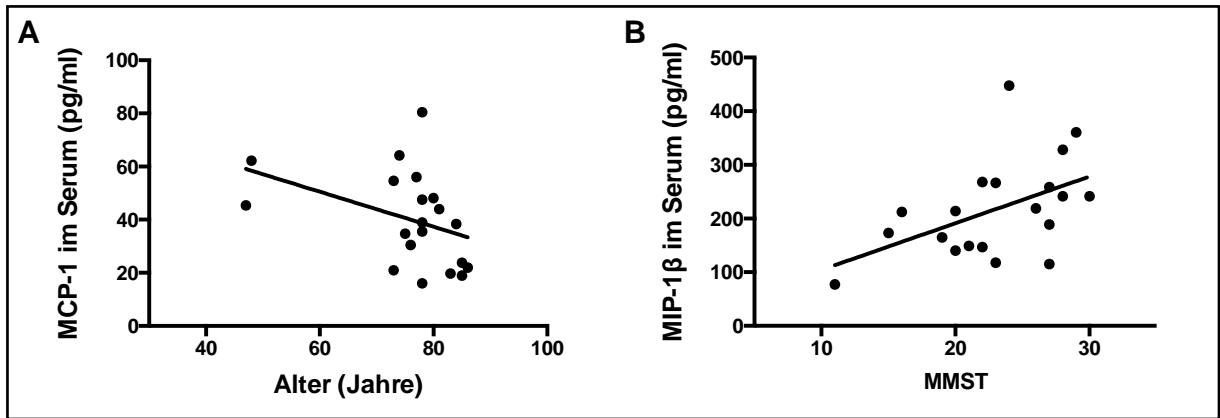 A
MCP-1 im Serum (pg/ml)
100
80
60
40
20
0
40 60 80 100
Alter (Jahre)
B
MIP-1β im Serum (pg/ml)
500
400
300
200
100
0
10 20 30
MMST